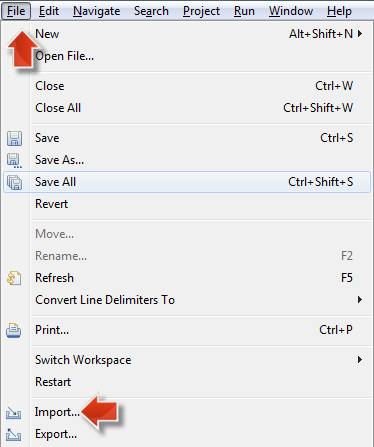 File Edit Navigate Search Project Run Window Help
New Alt+Shift+N
Open File...
Close Ctrl+W
Close All Ctrl+Shift+W
Save Ctrl+S
Save As...
Save All Ctrl+Shift+S
Revert
Move...
Rename... F2
Refresh F5
Convert Line Delimiters To
Print... Ctrl+P
Switch Workspace
Restart
Import...
Export...